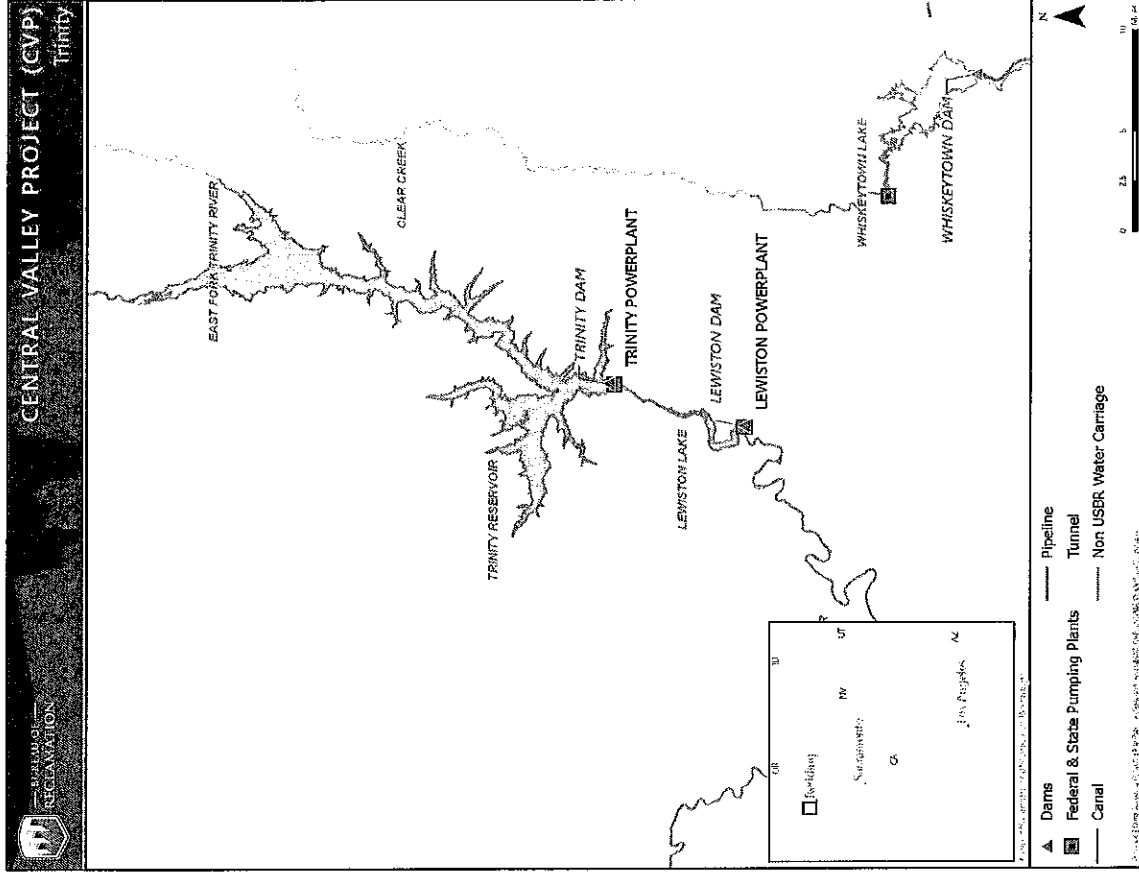 BUREAU OF
RECLAMATION
CENTRAL VALLEY PROJECT (CVP)
Trinity
EAST FORK TRINITY RIVER
CLEAR CREEK
TRINITY RESERVOIR
TRINITY DAM
TRINITY POWERPLANT
LEWISTON LAKE
LEWISTON DAM
LEWISTON POWERPLANT
WHISKEYTOWN LAKE
WHISKEYTOWN DAM
R
OR
ID
Redding
NV
UT
Sacramento
CA
Los Angeles
AZ
Dams
Federal & State Pumping Plants
Canal
Pipeline
Tunnel
Non USBR Water Carriage
N
0
2.5
5
10